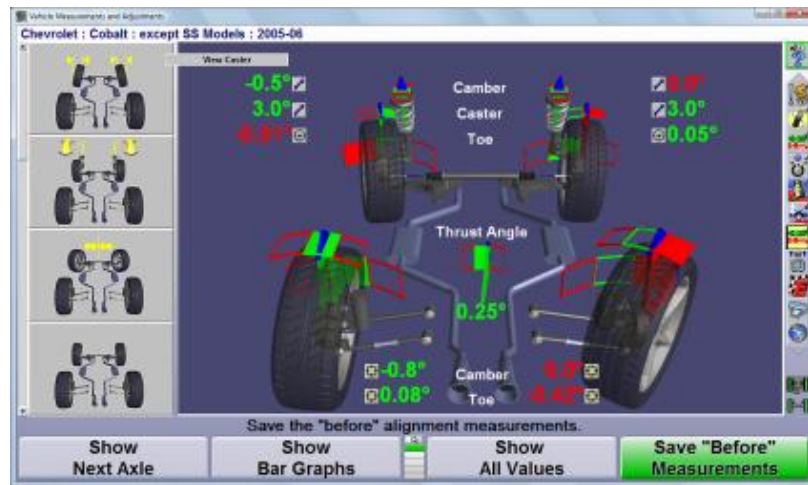 Vehicle Measurements and Adjustments
Chevrolet : Cobalt : except SS Models : 2005-06
View Caster
-0.5° Camber
3.0° Caster 3.0°
Toe 0.05°
Thrust Angle
0.25°
-0.8° Camber
0.08° Toe
Save the "before" alignment measurements.
Show Show Show Save "Before"
Next Axle Bar Graphs All Values Measurements